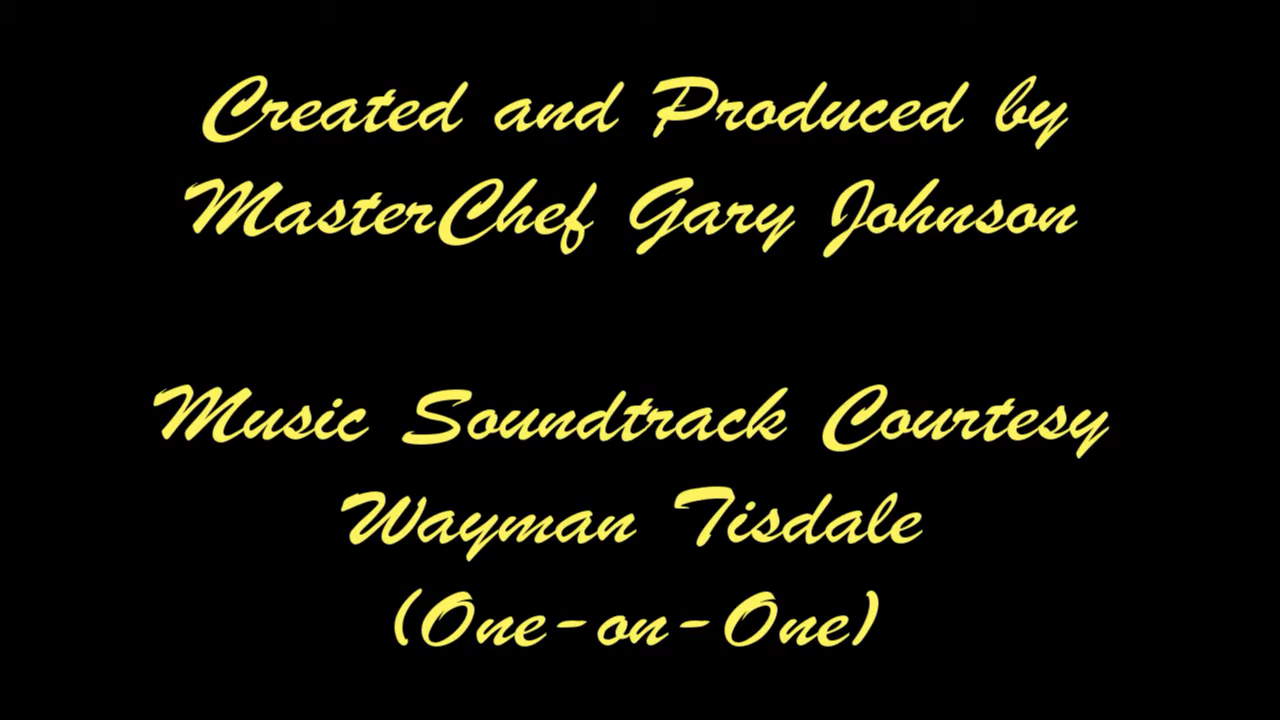 Created and Produced by
MasterChef Gary Johnson
Music Soundtrack Courtesy
Wayman Tisdale
(One-on-One)